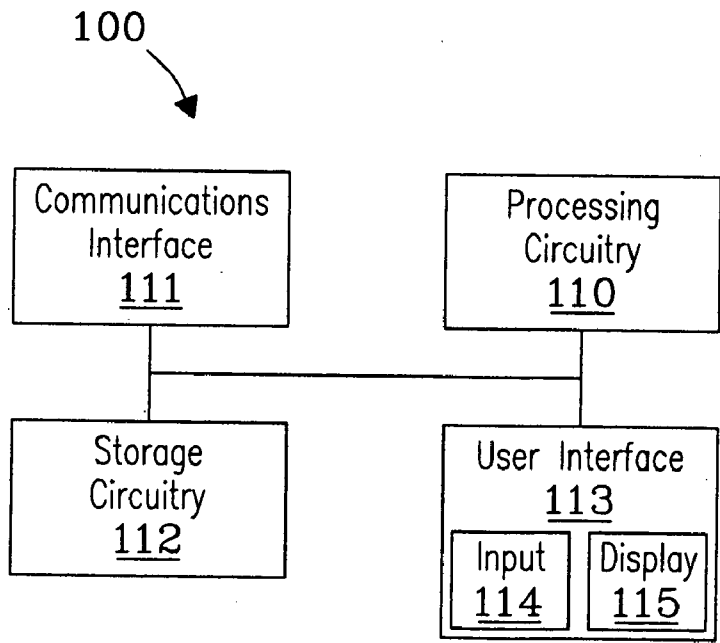 100
Communications
Interface
111
Processing
Circuitry
110
Storage
Circuitry
112
User Interface
113
Input
114
Display
115